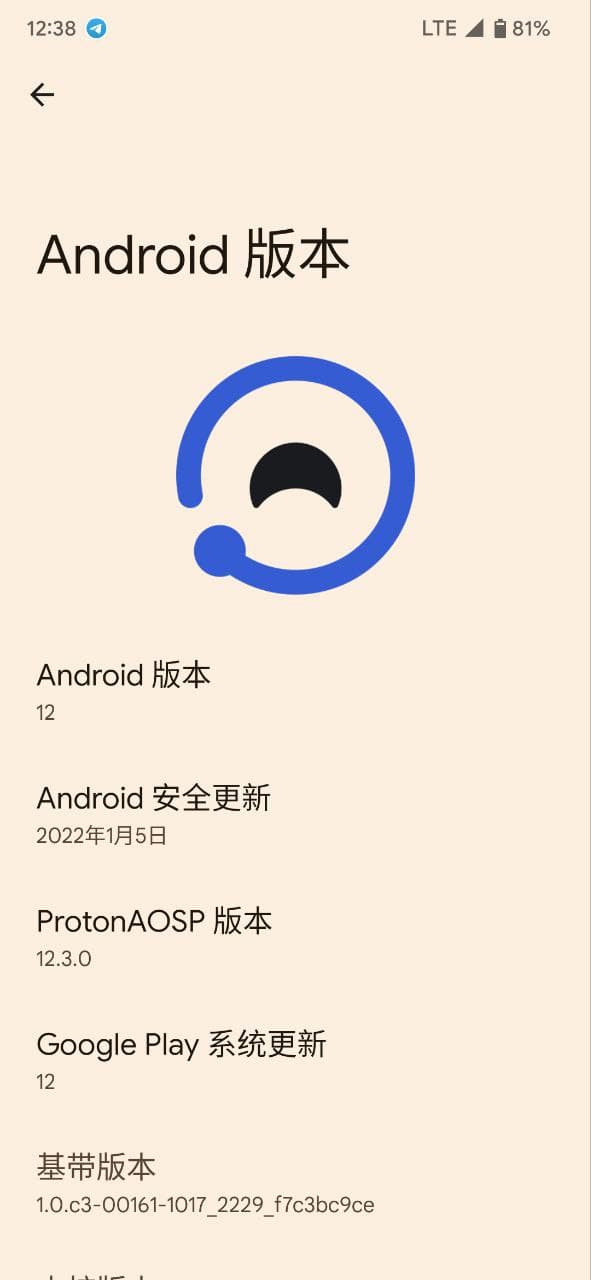 12:38
LTE 81%
Android 版本
Android 版本
12
Android 安全更新
2022年1月5日
ProtonAOSP 版本
12.3.0
Google Play 系统更新
12
基带版本
1.0.c3-00161-1017_2229_f7c3bc9ce